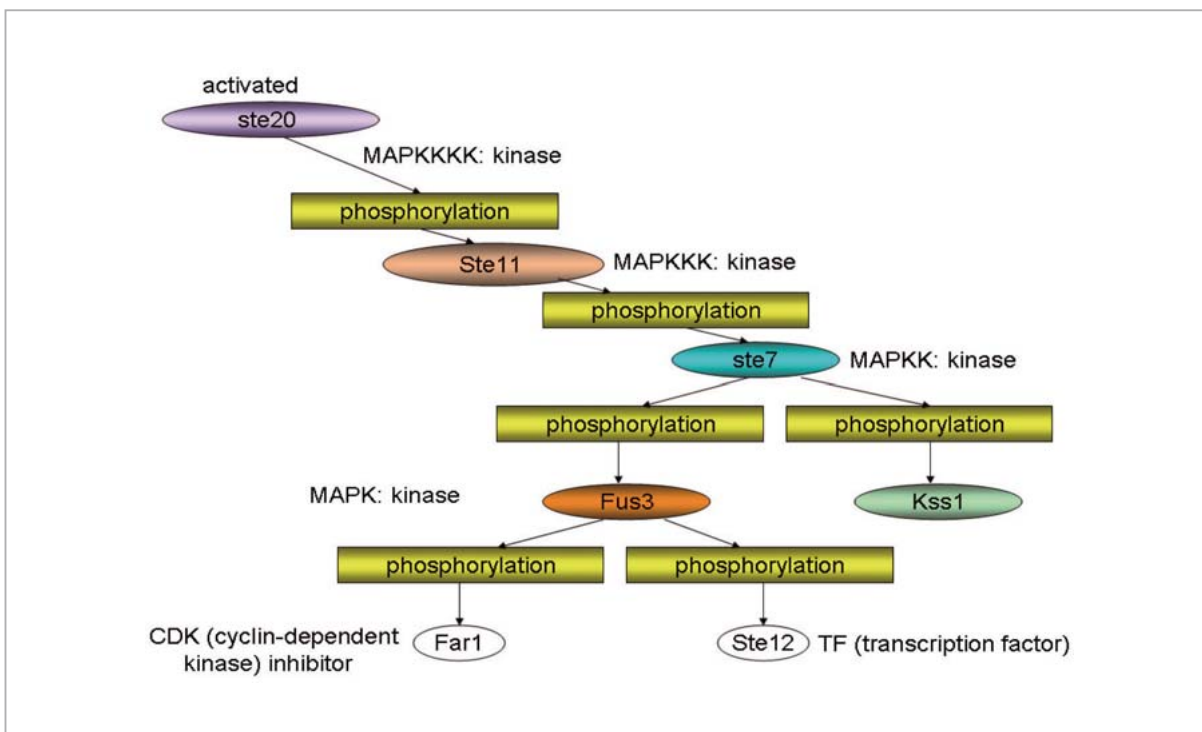 activated
ste20
MAPKKKK: kinase
phosphorylation
Ste11
MAPKKK: kinase
phosphorylation
ste7
MAPKK: kinase
phosphorylation
phosphorylation
MAPK: kinase
Fus3
Kss1
phosphorylation
phosphorylation
CDK (cyclin-dependent
kinase) inhibitor
Far1
Ste12
TF (transcription factor)